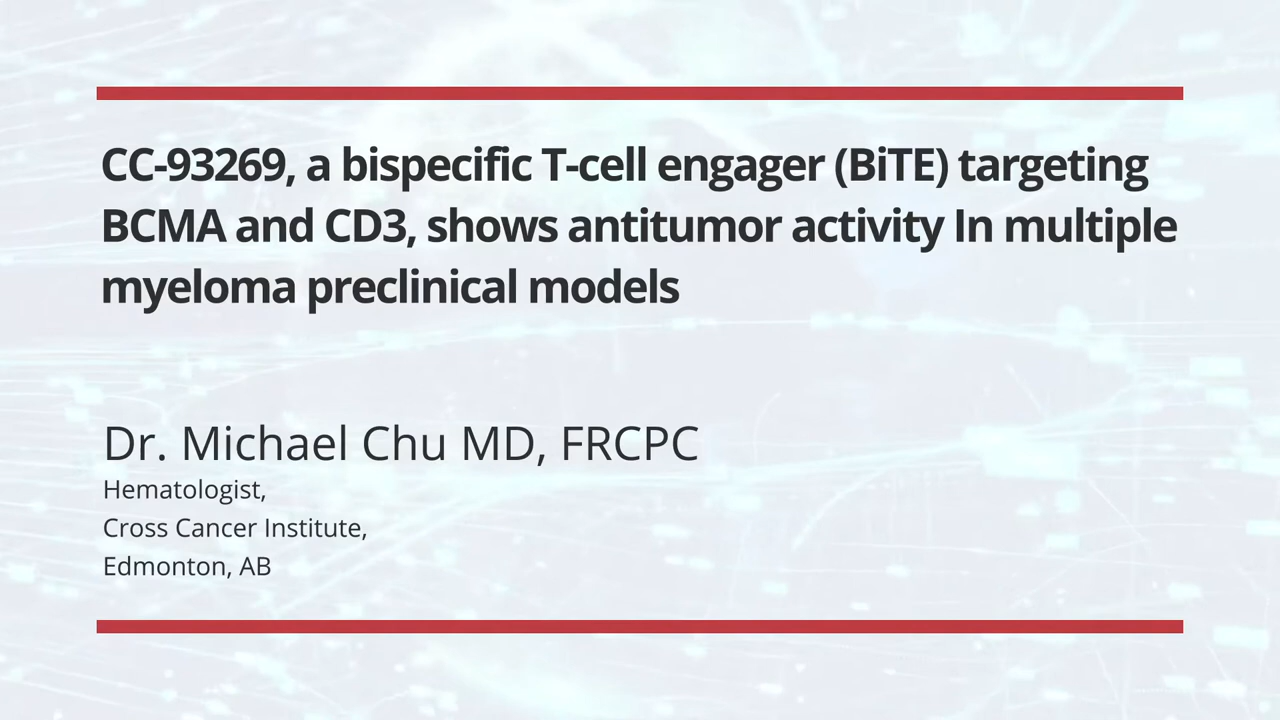 CC-93269, a bispecific T-cell engager (BiTE) targeting
BCMA and CD3, shows antitumor activity In multiple
myeloma preclinical models
Dr. Michael Chu MD, FRCPC
Hematologist,
Cross Cancer Institute,
Edmonton, AB